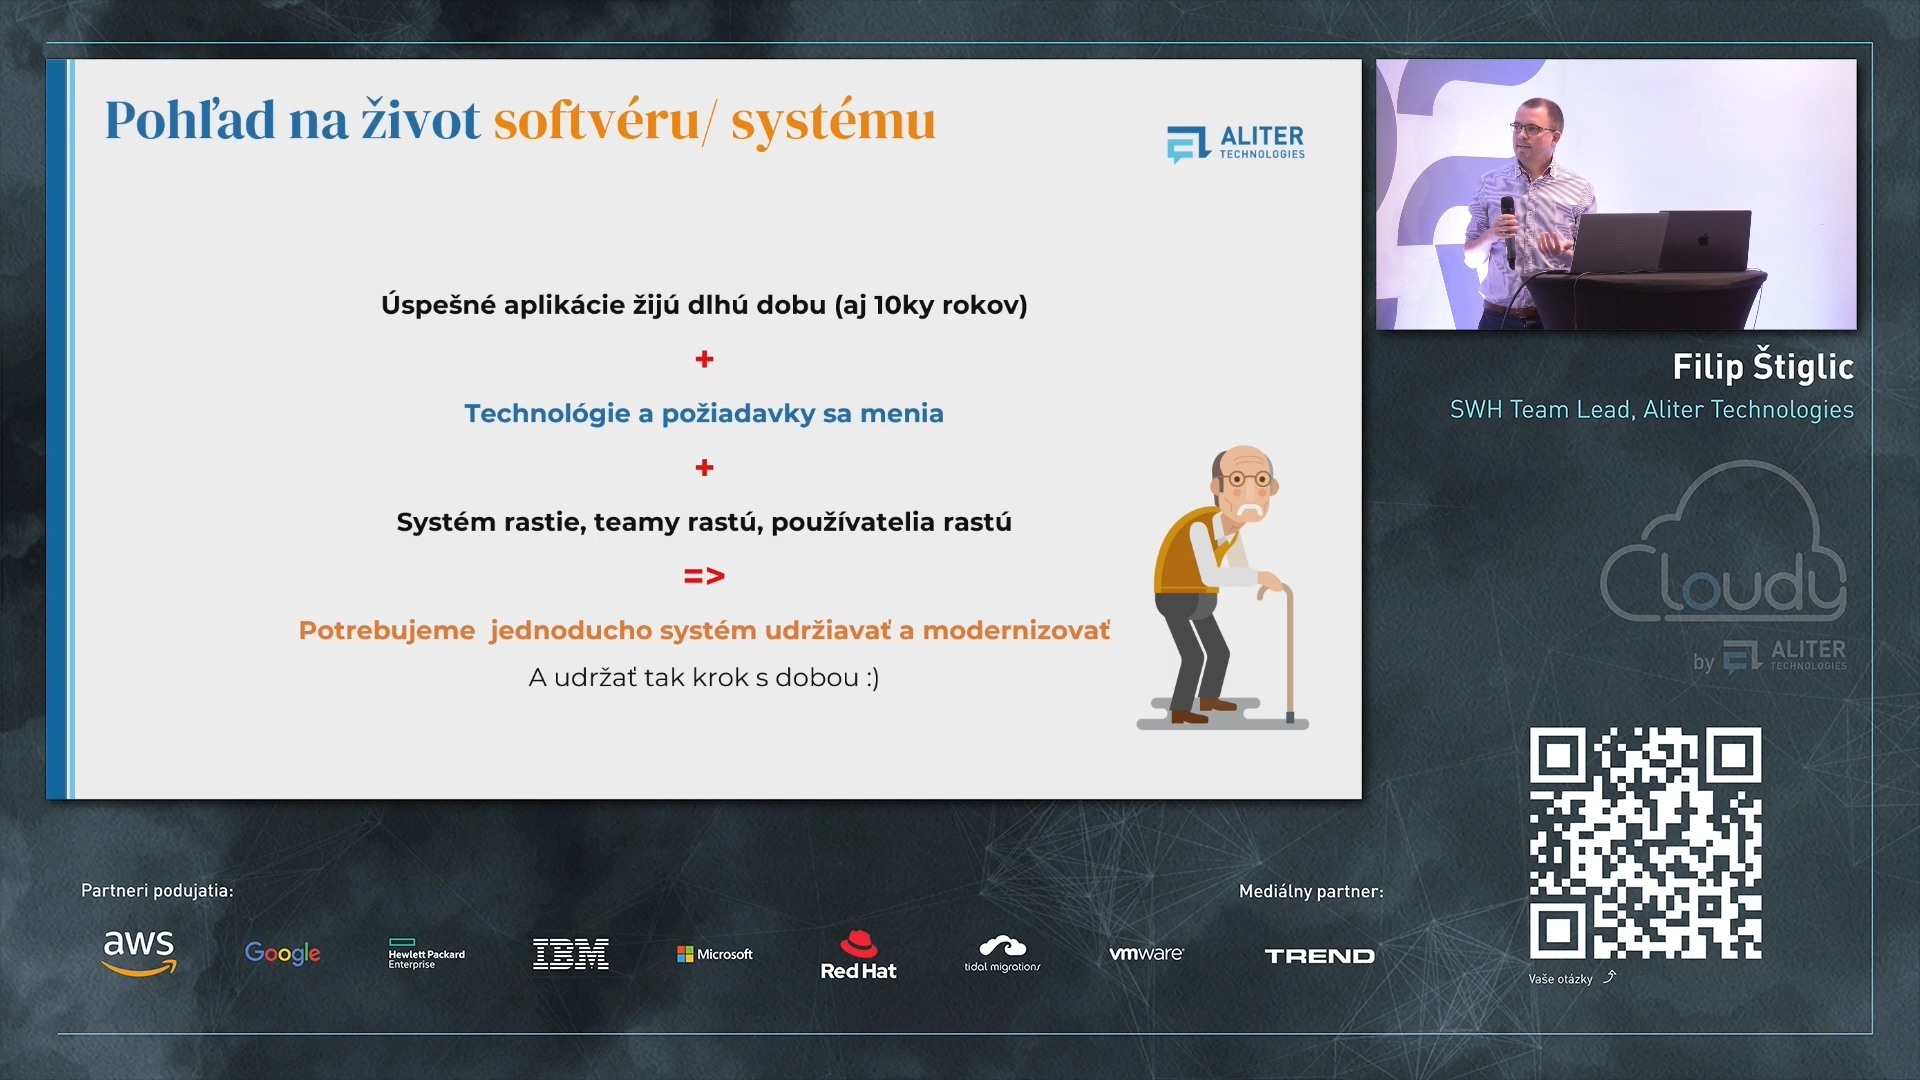 Pohľad na život softvéru/ systému
ALITER
TECHNOLOGIES
Úspešné aplikácie žijú dlhú dobu (aj 10ky rokov)
+
Technológie a požiadavky sa menia
+
Systém rastie, teamy rastú, používatelia rastú
=>
Potrebujeme  jednoducho systém udržiavať a modernizovať
A udržať tak krok s dobou :)
Filip Štiglic
SWH Team Lead, Aliter Technologies
Cloudy
by ALITER
TECHNOLOGIES
Vaše otázky
Partneri podujatia:
aws
Google
Hewlett Packard
Enterprise
IBM
Microsoft
Red Hat
tidal migrations
vmware
Mediálny partner:
TREND